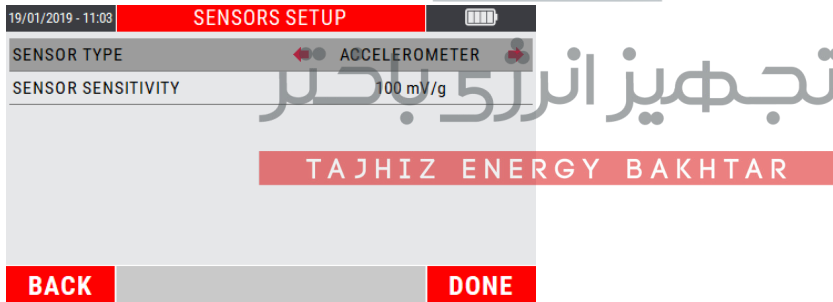 19/01/2019 - 11:03 SENSORS SETUP
SENSOR TYPE ACCELEROMETER
SENSOR SENSITIVITY 100 mV/g
تجهیز انرژی باختر
TAJHIZ ENERGY BAKHTAR
BACK DONE